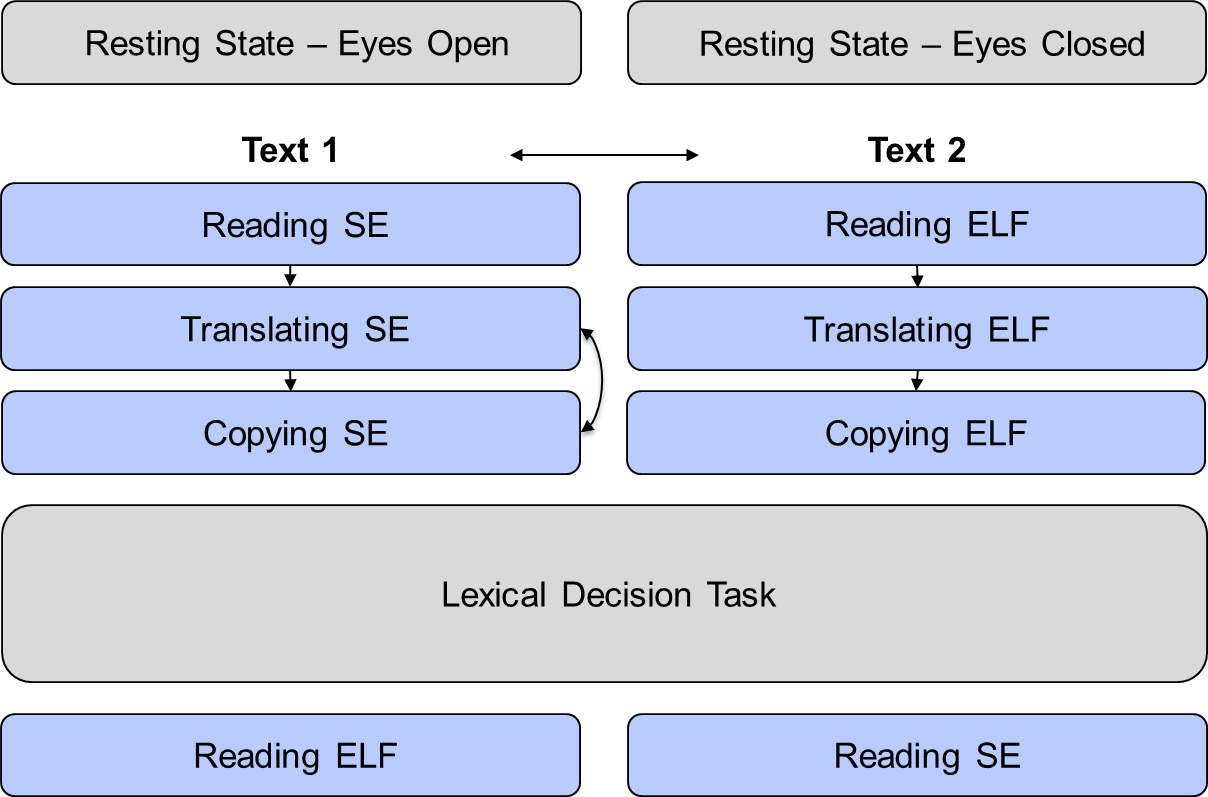 Resting State – Eyes Open
Resting State – Eyes Closed
Text 1
Text 2
Reading SE
Reading ELF
Translating SE
Translating ELF
Copying SE
Copying ELF
Lexical Decision Task
Reading ELF
Reading SE